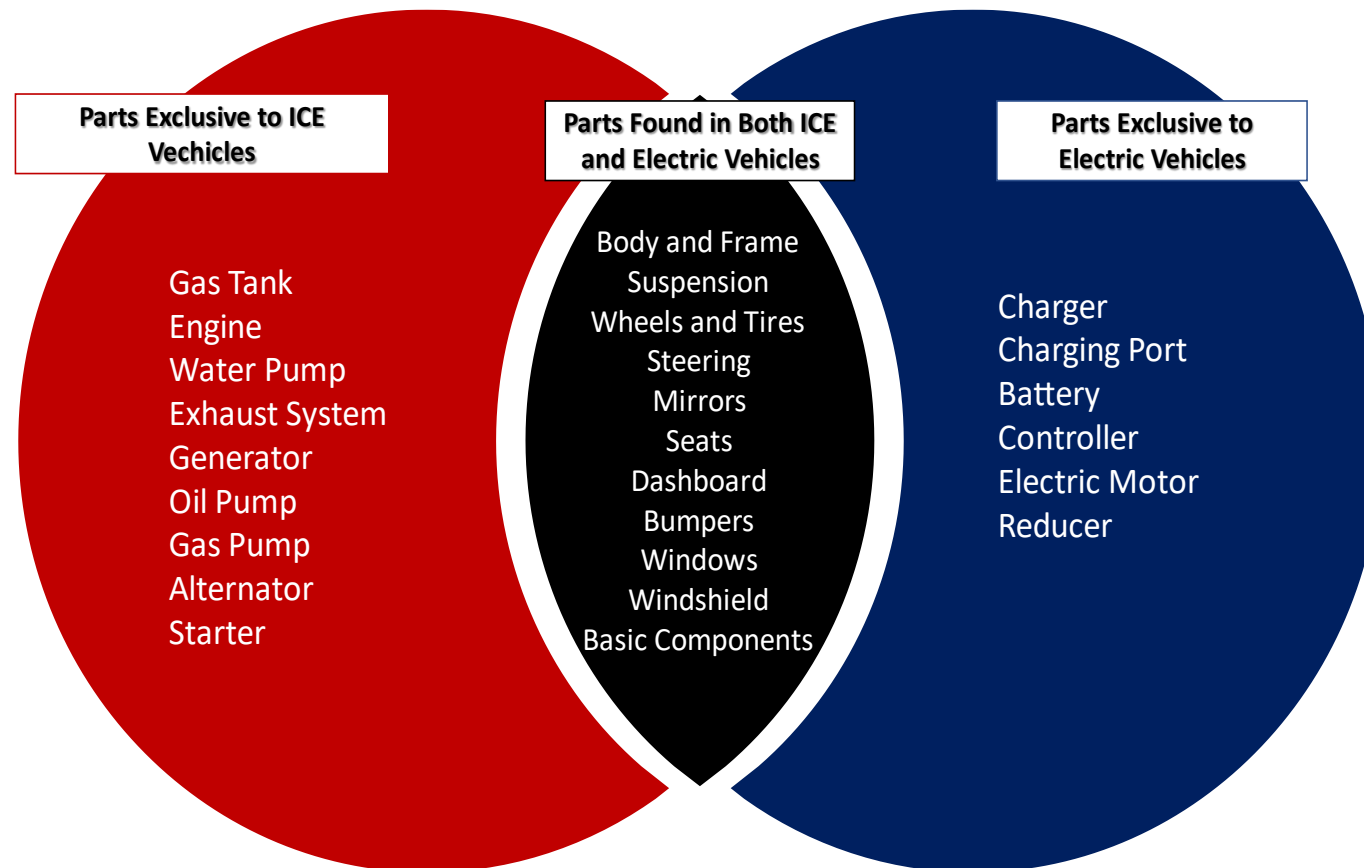 Parts Exclusive to ICE
Vechicles
Gas Tank
Engine
Water Pump
Exhaust System
Generator
Oil Pump
Gas Pump
Alternator
Starter
Parts Found in Both ICE
and Electric Vehicles
Body and Frame
Suspension
Wheels and Tires
Steering
Mirrors
Seats
Dashboard
Bumpers
Windows
Windshield
Basic Components
Parts Exclusive to
Electric Vehicles
Charger
Charging Port
Battery
Controller
Electric Motor
Reducer